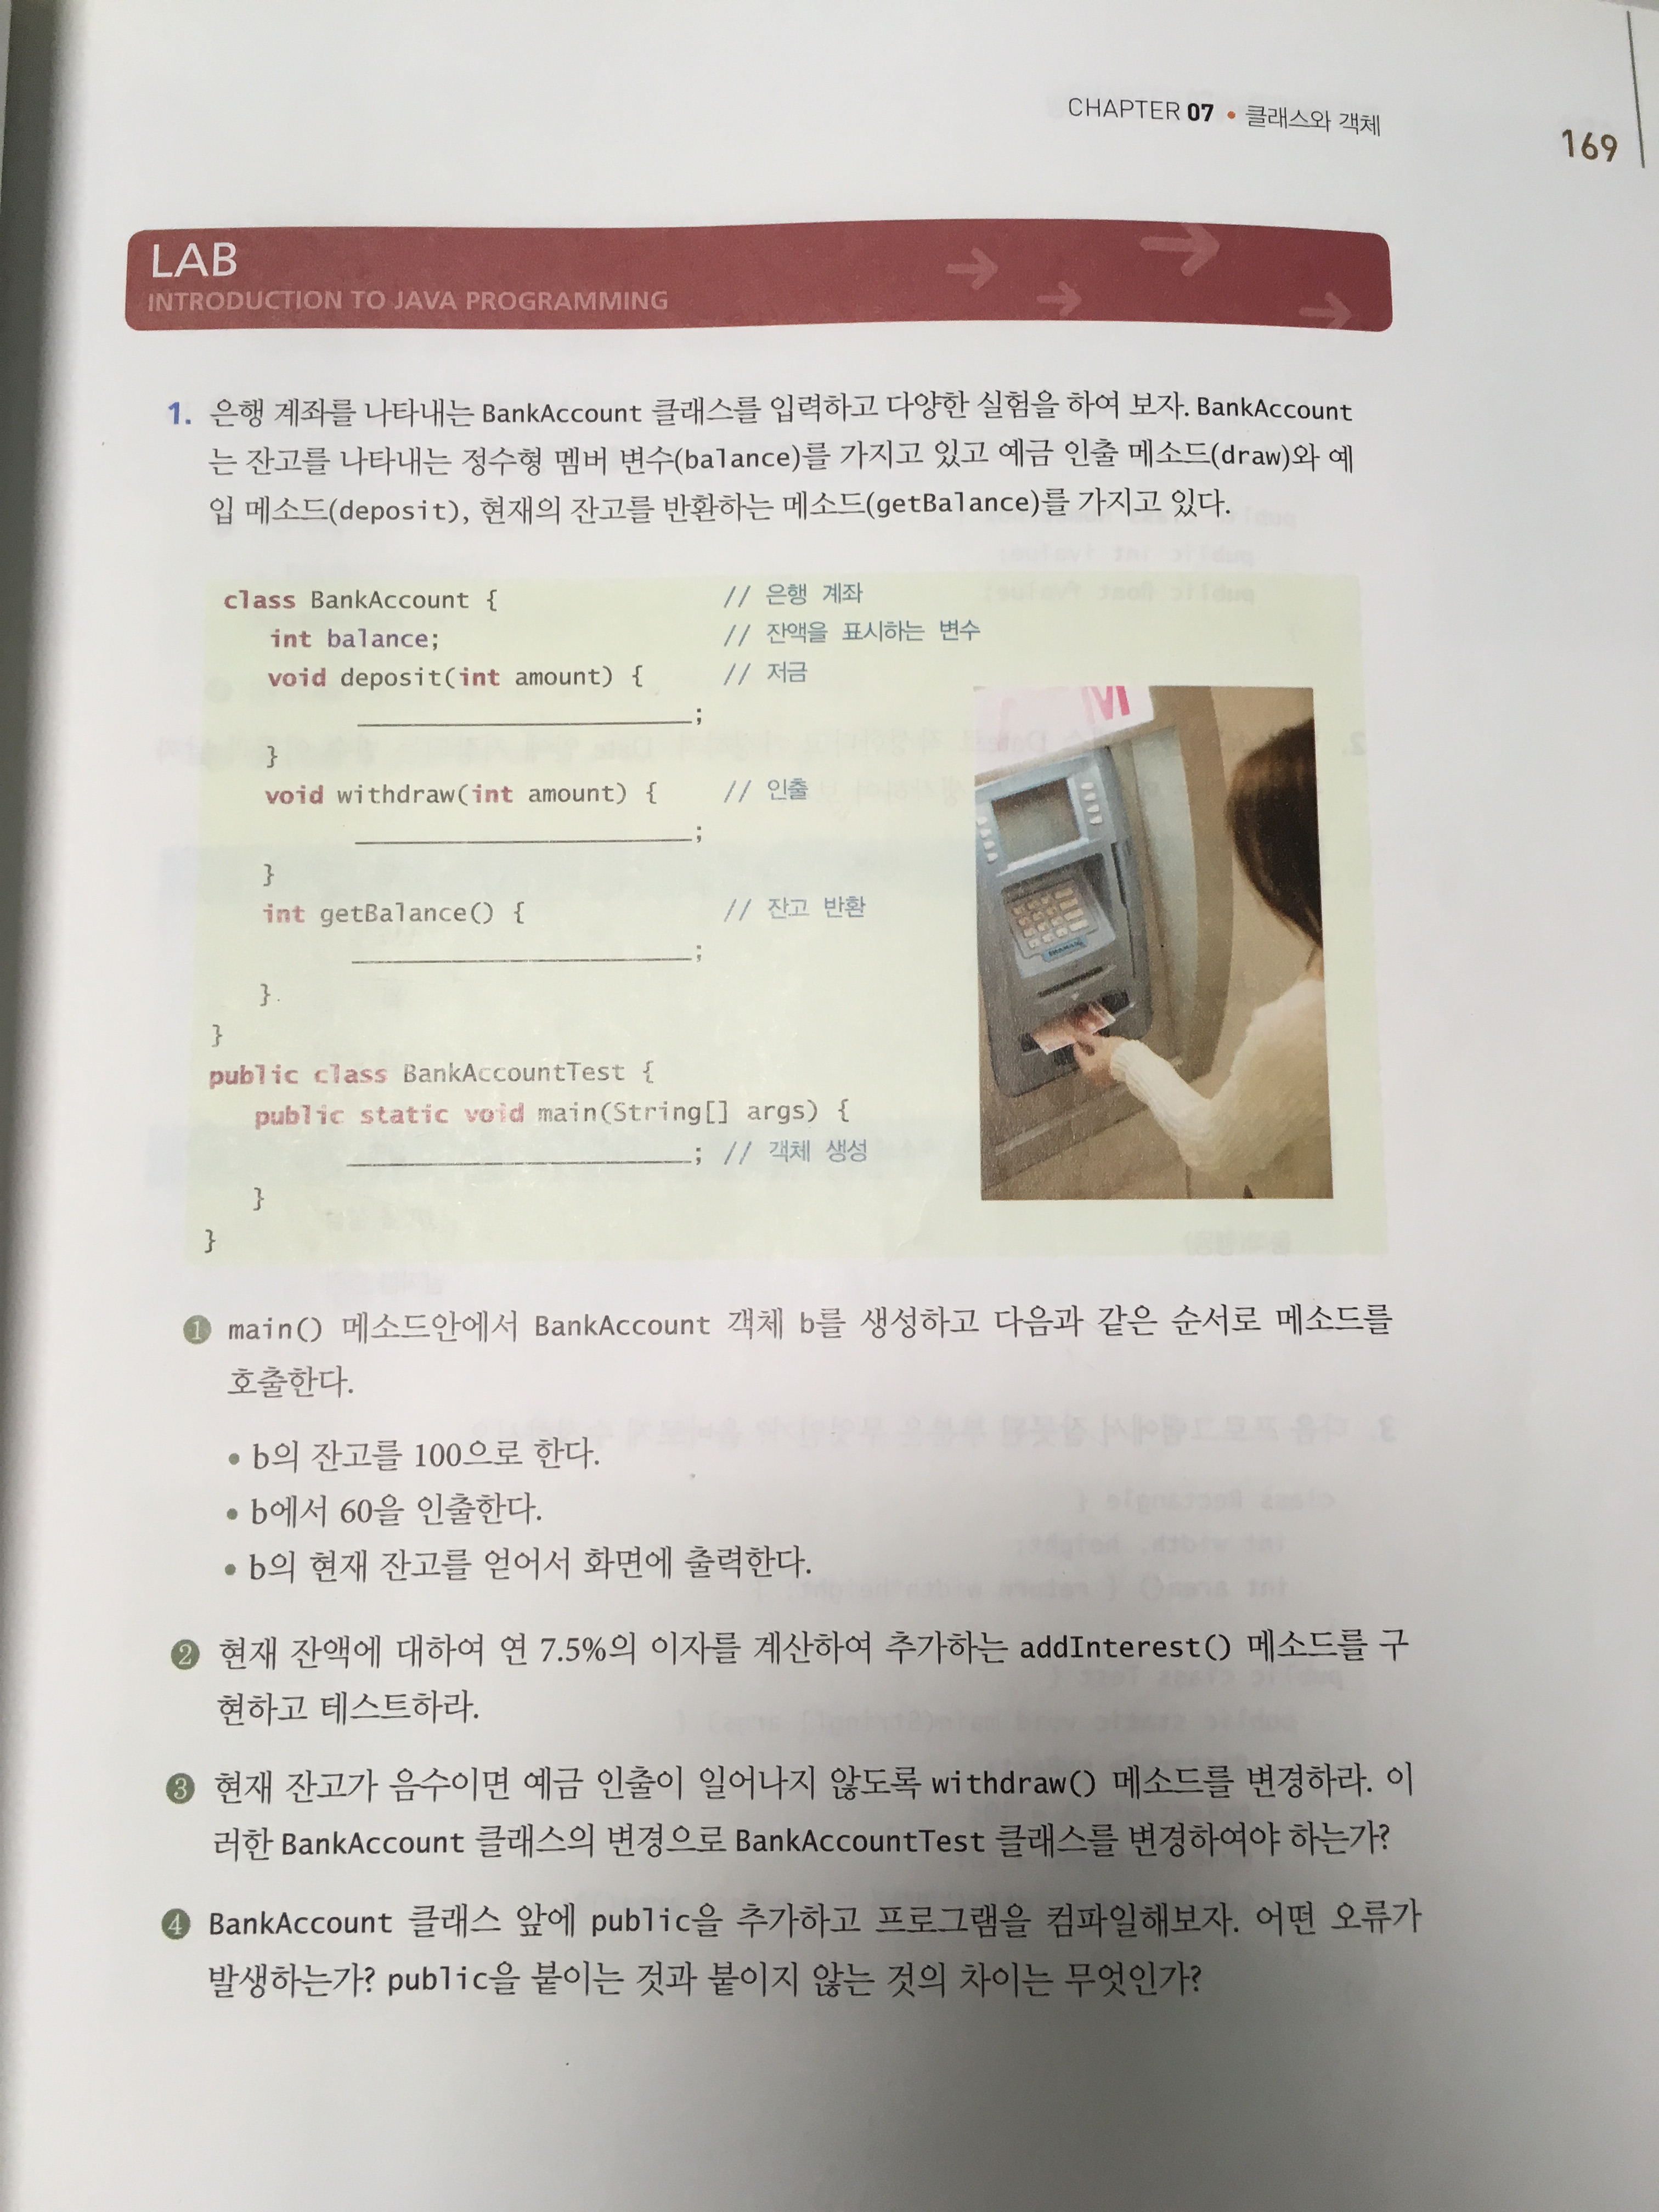 CHAPTER 07 • 클래스와 객체
169
LAB
INTRODUCTION TO JAVA PROGRAMMING
1. 은행 계좌를 나타내는 BankAccount 클래스를 입력하고 다양한 실험을 하여 보자. BankAccount
는 잔고를 나타내는 정수형 멤버 변수(balance)를 가지고 있고 예금 인출 메소드(draw)와 예
입 메소드(deposit), 현재의 잔고를 반환하는 메소드(getBalance)를 가지고 있다.
class BankAccount { // 은행 계좌
int balance; // 잔액을 표시하는 변수
void deposit(int amount) { // 저금
____________________;
}
void withdraw(int amount) { // 인출
____________________;
}
int getBalance() { // 잔고 반환
____________________;
}
}
public class BankAccountTest {
public static void main(String[] args) {
____________________; // 객체 생성
}
}
❶ main() 메소드안에서 BankAccount 객체 b를 생성하고 다음과 같은 순서로 메소드를
호출한다.
• b의 잔고를 100으로 한다.
• b에서 60을 인출한다.
• b의 현재 잔고를 얻어서 화면에 출력한다.
❷ 현재 잔액에 대하여 연 7.5%의 이자를 계산하여 추가하는 addInterest() 메소드를 구
현하고 테스트하라.
❸ 현재 잔고가 음수이면 예금 인출이 일어나지 않도록 withdraw() 메소드를 변경하라. 이
러한 BankAccount 클래스의 변경으로 BankAccountTest 클래스를 변경하여야 하는가?
❹ BankAccount 클래스 앞에 public을 추가하고 프로그램을 컴파일해보자. 어떤 오류가
발생하는가? public을 붙이는 것과 붙이지 않는 것의 차이는 무엇인가?